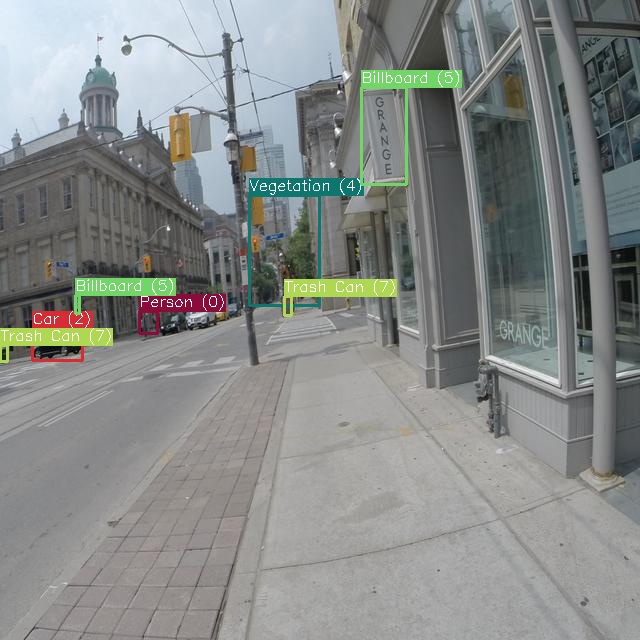 Billboard (5)
GRANGE
Vegetation (4)
Billboard (5)
Trash Can (7)
Person (0)
Car (2)
Trash Can (7)
GRANGE